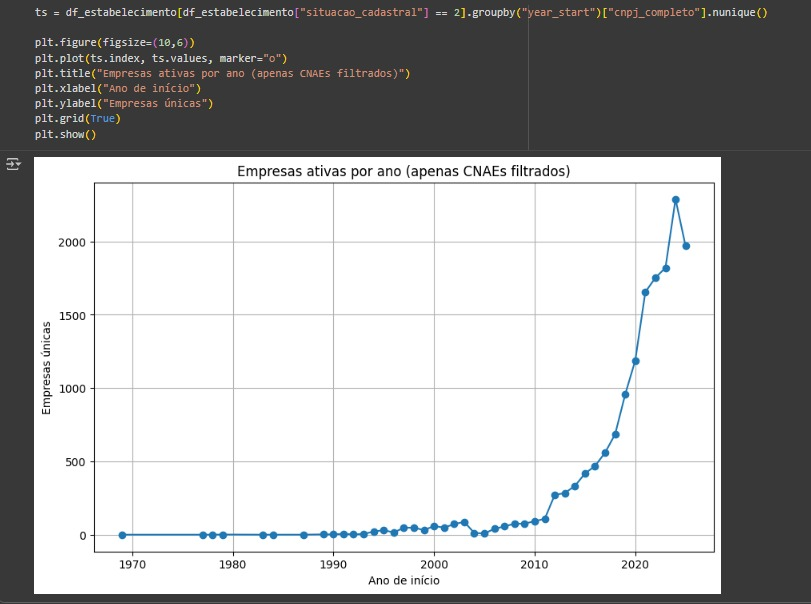 ts = df_estabelecimento[df_estabelecimento["situacao_cadastral"] == 2].groupby("year_start")["cnpj_completo"].nunique()
plt.figure(figsize=(10,6))
plt.plot(ts.index, ts.values, marker="o")
plt.title("Empresas ativas por ano (apenas CNAEs filtrados)")
plt.xlabel("Ano de início")
plt.ylabel("Empresas únicas")
plt.grid(True)
plt.show()
Empresas ativas por ano (apenas CNAEs filtrados)
Empresas únicas
2000
1500
1000
500
0
1970 1980 1990 2000 2010 2020
Ano de início